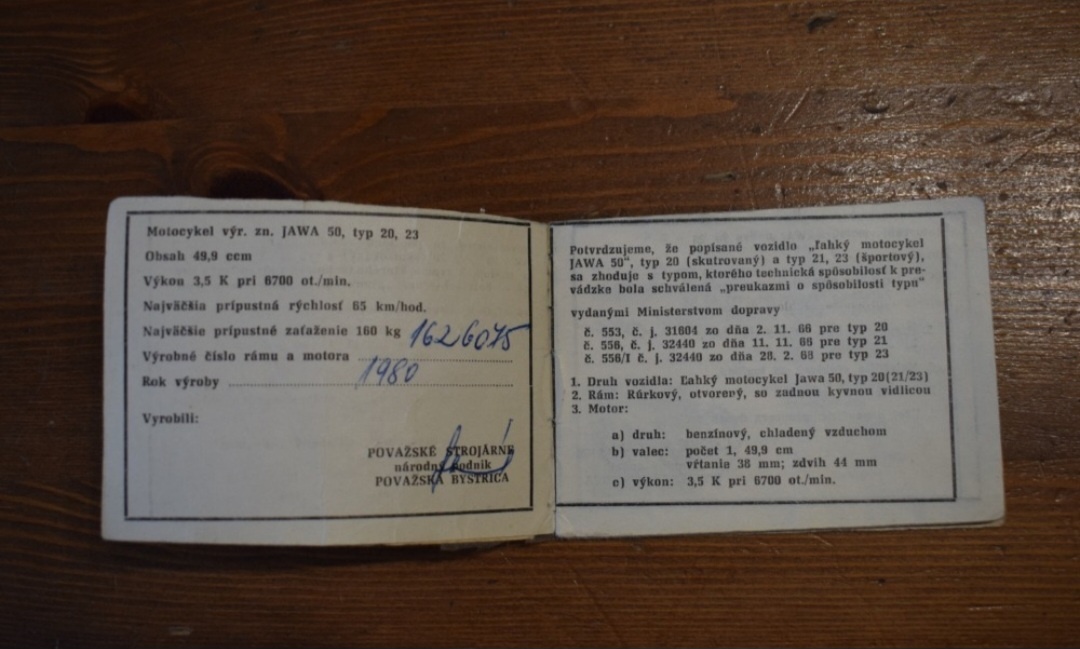 Motocykel výr. zn. JAWA 50, typ 20, 23
Obsah 49,9 ccm
Výkon 3,5 K pri 6700 ot./min.
Najväčšia prípustná rýchlosť 65 km/hod.
Najväčšie prípustné zaťaženie 160 kg
Výrobné číslo rámu a motora 1626075
Rok výroby 1980
Vyrobili:
POVAŽSKÉ STROJÁRNE
národný podnik
POVAŽSKÁ BYSTRICA
Potvrdzujeme, že popísané vozidlo „ľahký motocykel
JAWA 50", typ 20 (skutrovaný) a typ 21, 23 (športový),
sa zhoduje s typom, ktorého technická spôsobilosť k pre-
vádzke bola schválená „preukazmi o spôsobilosti typu"
vydanými Ministerstvom dopravy
č. 553, č. j. 31604 zo dňa 2. 11. 66 pre typ 20
č. 556, č. j. 32440 zo dňa 11. 11. 66 pre typ 21
č. 556/I č. j. 32440 zo dňa 28. 2. 68 pre typ 23
1. Druh vozidla: Ľahký motocykel Jawa 50, typ 20(21/23)
2. Rám: Rúrkový, otvorený, so zadnou kyvnou vidlicou
3. Motor:
a) druh: benzínový, chladený vzduchom
b) valec: počet 1, 49,9 cm
vŕtanie 38 mm; zdvih 44 mm
c) výkon: 3,5 K pri 6700 ot./min.